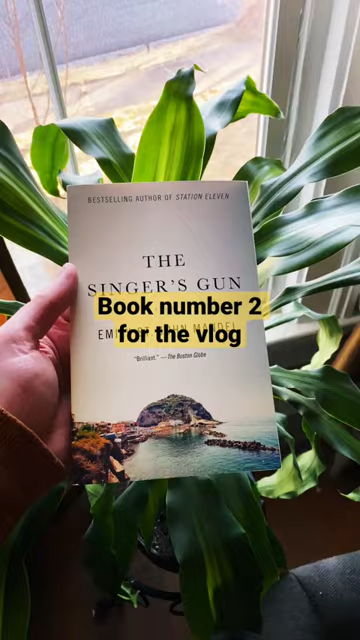 BESTSELLING AUTHOR OF STATION ELEVEN
THE
SINGER'S GUN
Book number 2
for the vlog
"Brilliant." —The Boston Globe